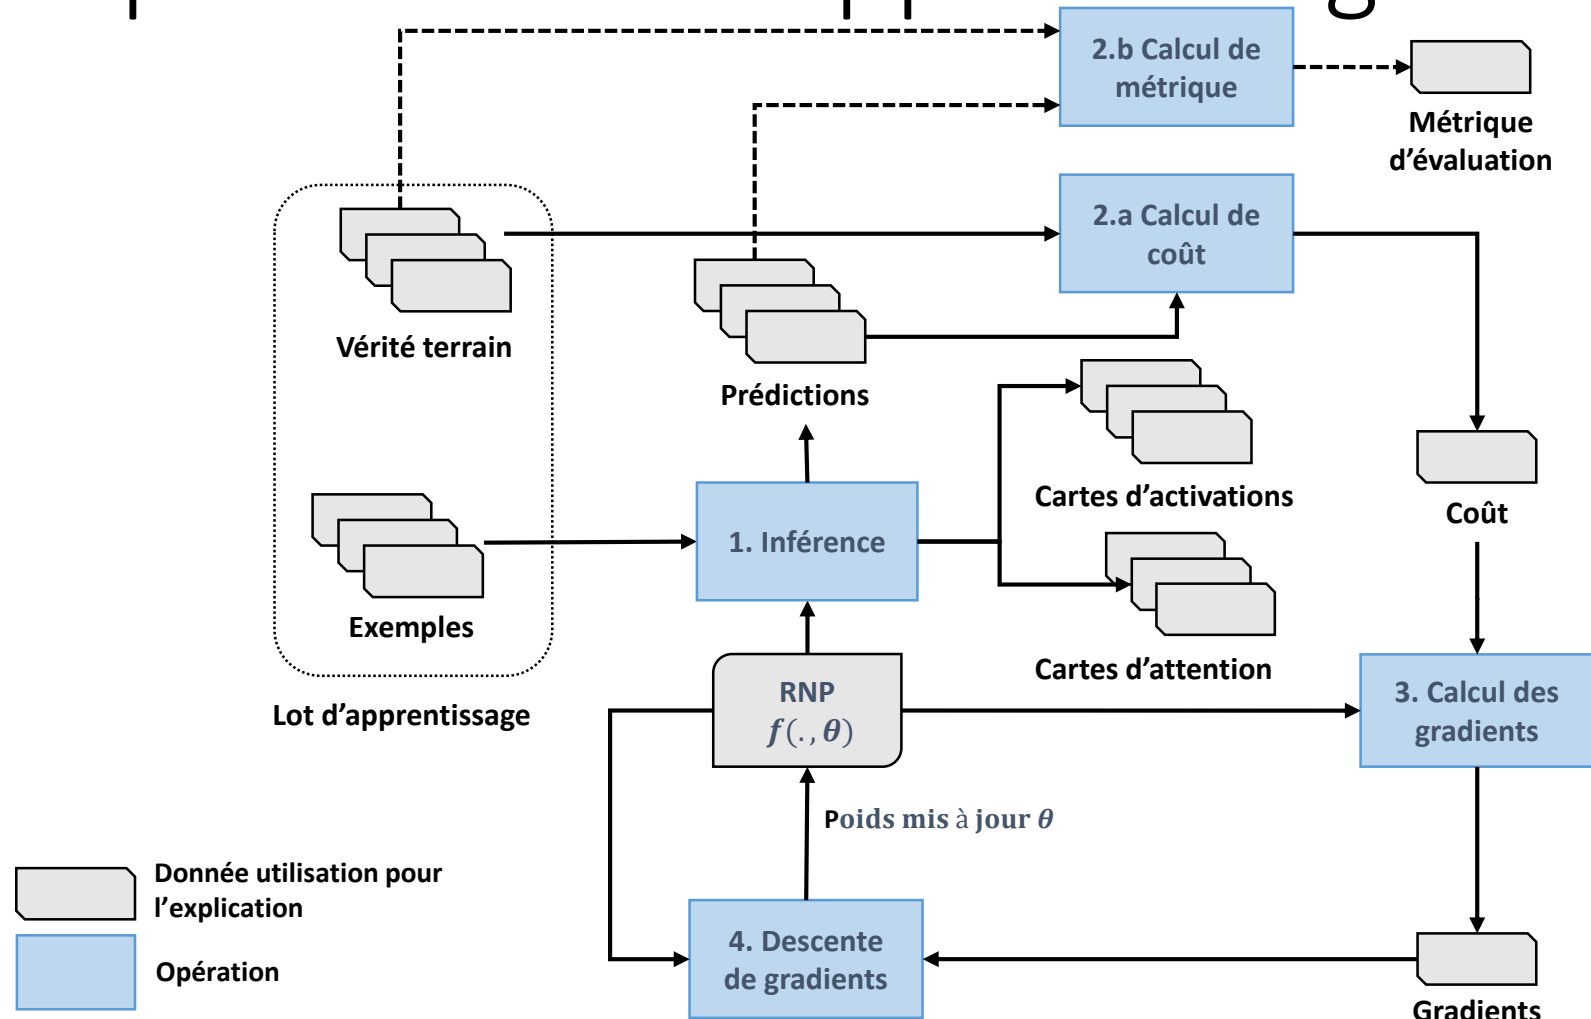 2.b Calcul de
métrique
Métrique
d’évaluation
2.a Calcul de
coût
Vérité terrain
Prédictions
Cartes d’activations
Coût
1. Inférence
Exemples
Cartes d’attention
RNP
f(. , θ)
3. Calcul des
gradients
Lot d’apprentissage
Poids mis à jour θ
Donnée utilisation pour
l’explication
4. Descente
de gradients
Opération
Gradients